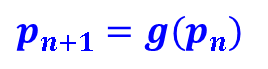 pₙ₊₁ = g(pₙ)